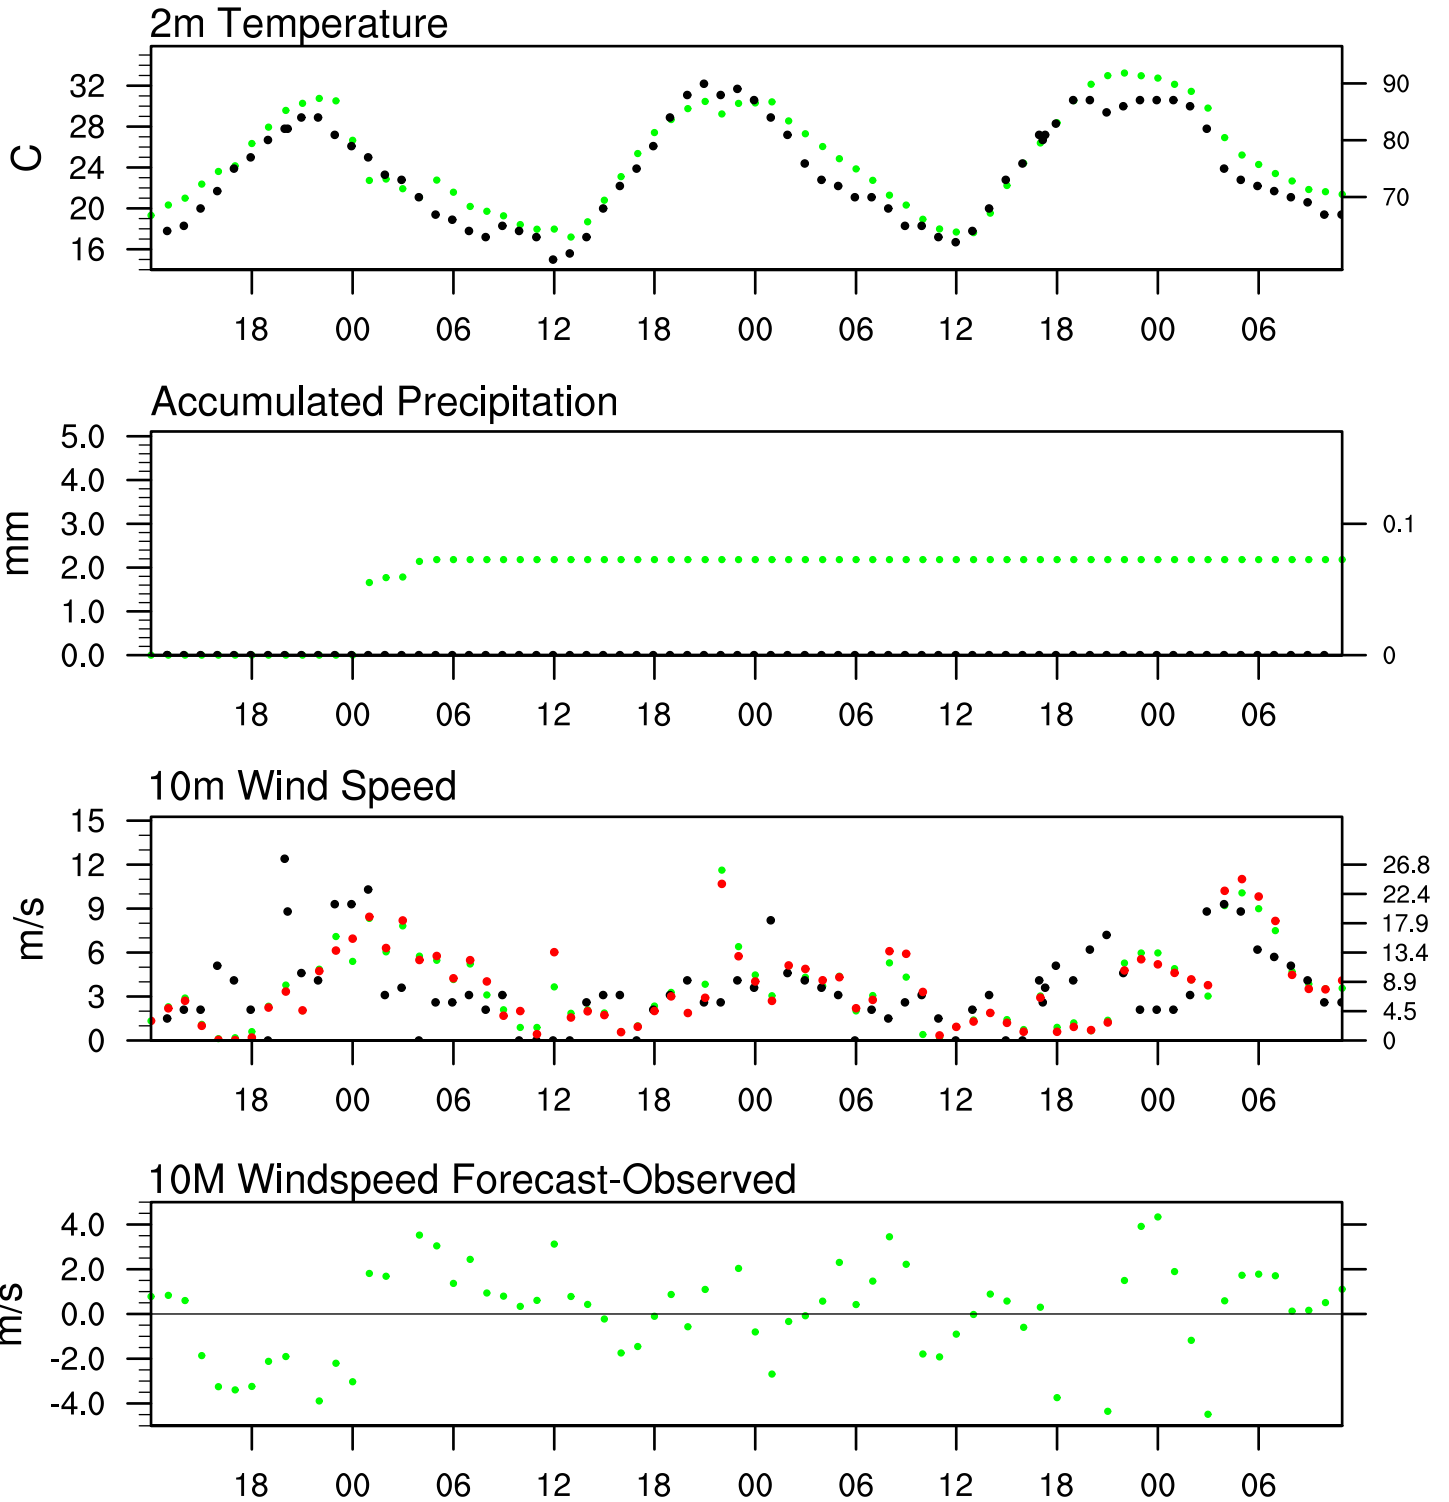 2m Temperature
C
32
28
24
20
16
90
80
70
18 00 06 12 18 00 06 12 18 00 06
Accumulated Precipitation
mm
5.0
4.0
3.0
2.0
1.0
0.0
0.1
0
18 00 06 12 18 00 06 12 18 00 06
10m Wind Speed
m/s
15
12
9
6
3
0
26.8
22.4
17.9
13.4
8.9
4.5
0
18 00 06 12 18 00 06 12 18 00 06
10M Windspeed Forecast-Observed
m/s
4.0
2.0
0.0
-2.0
-4.0
18 00 06 12 18 00 06 12 18 00 06